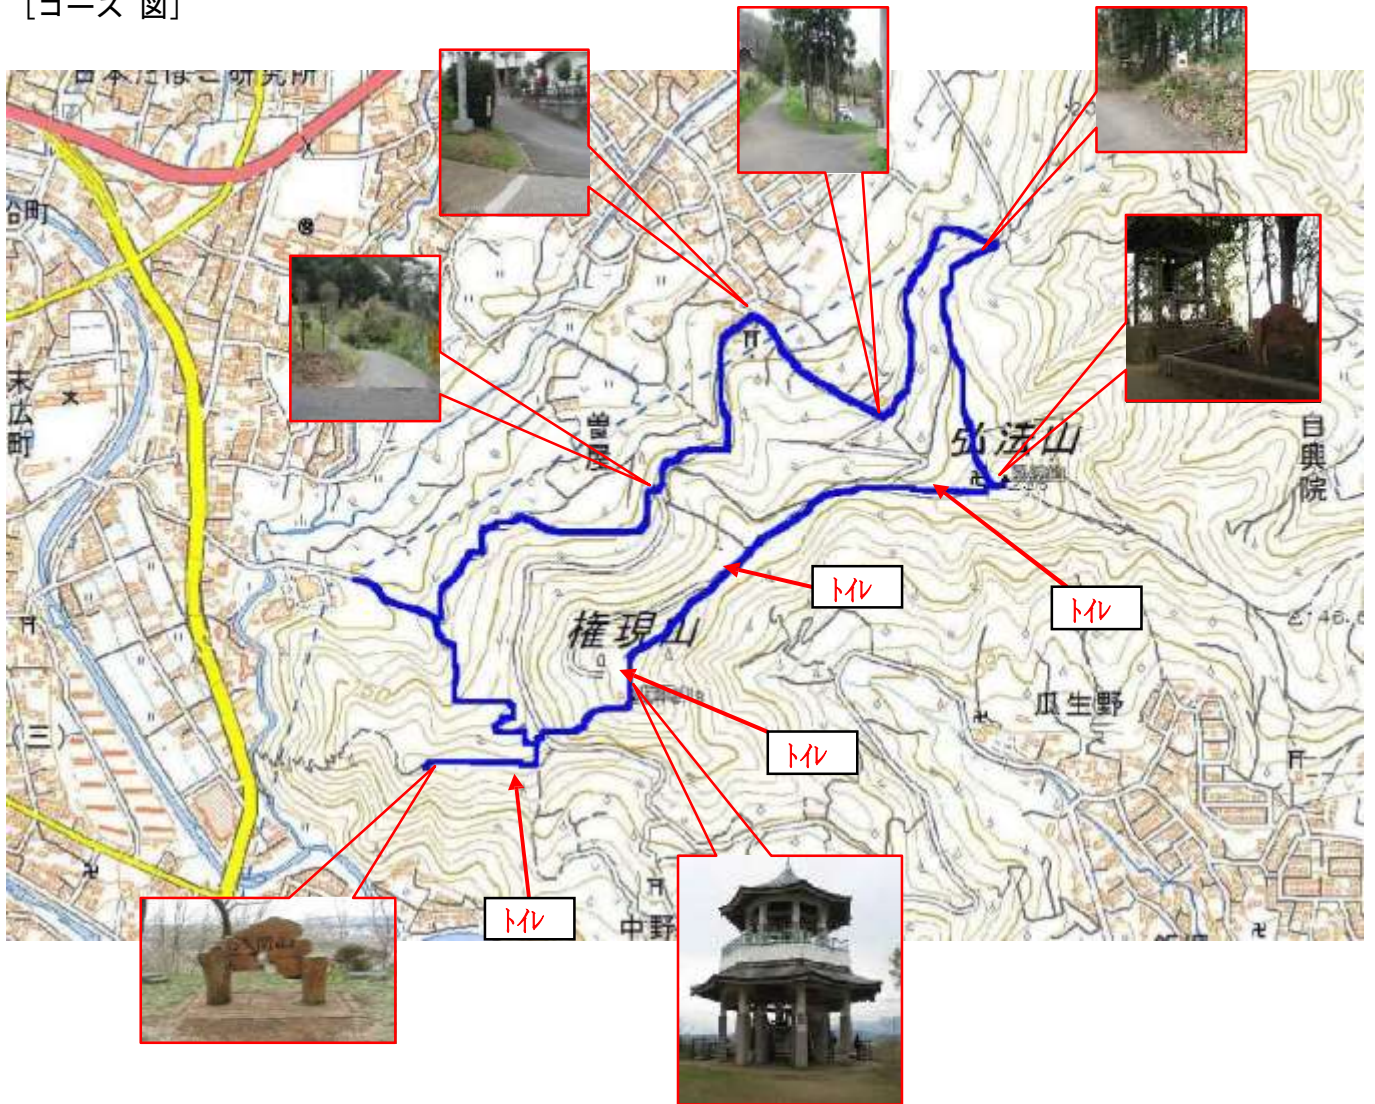 [コース 図]
日本たばこ研究所
末広町
曽屋
弘法山
自興院
トイレ
トイレ
権現山
瓜生野
(三)
トイレ
トイレ
中野